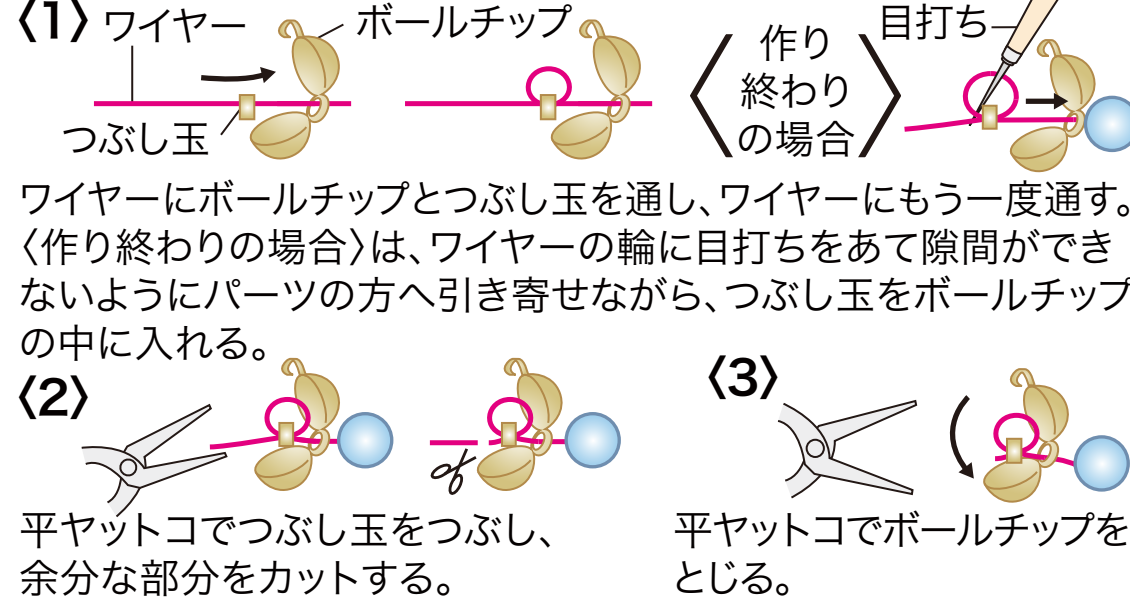 〈1〉 ワイヤー
ボールチップ
つぶし玉
〈作り
終わり
の場合〉
目打ち
ワイヤーにボールチップとつぶし玉を通し、ワイヤーにもう一度通す。
〈作り終わりの場合〉は、ワイヤーの輪に目打ちをあて隙間ができ
ないようにパーツの方へ引き寄せながら、つぶし玉をボールチップ
の中に入れる。
〈2〉
平ヤットコでつぶし玉をつぶし、
余分な部分をカットする。
〈3〉
平ヤットコでボールチップを
とじる。